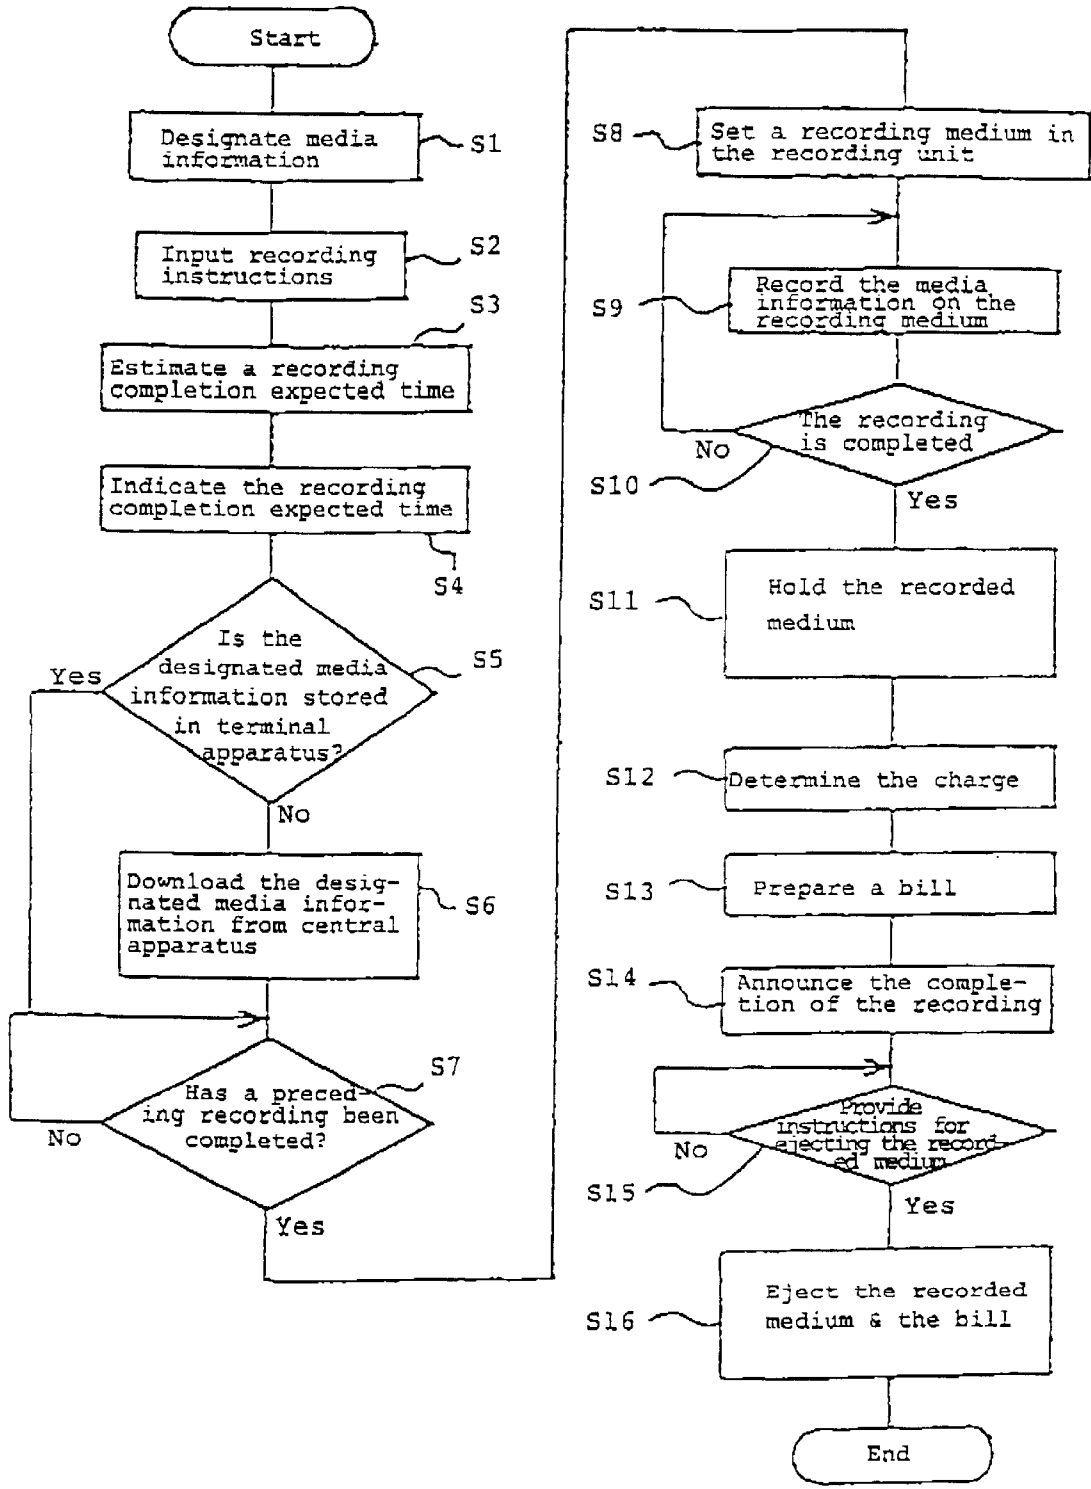 Start
Designate media
information
S1
Input recording
instructions
S2
S3
Estimate a recording
completion expected time
Indicate the recording
completion expected time
S4
Is the
designated media
information stored
in terminal
apparatus?
S5
Yes
No
Download the desig-
nated media infor-
mation from central
apparatus
S6
Has a preced-
ing recording been
completed?
S7
No
Yes
S8
Set a recording medium in
the recording unit
S9
Record the media
information on the
recording medium
The recording
is completed
No
S10
Yes
S11
Hold the recorded
medium
S12
Determine the charge
S13
Prepare a bill
S14
Announce the comple-
tion of the recording
Provide
instructions for
ejecting the record-
ed medium
No
S15
Yes
S16
Eject the recorded
medium & the bill
End